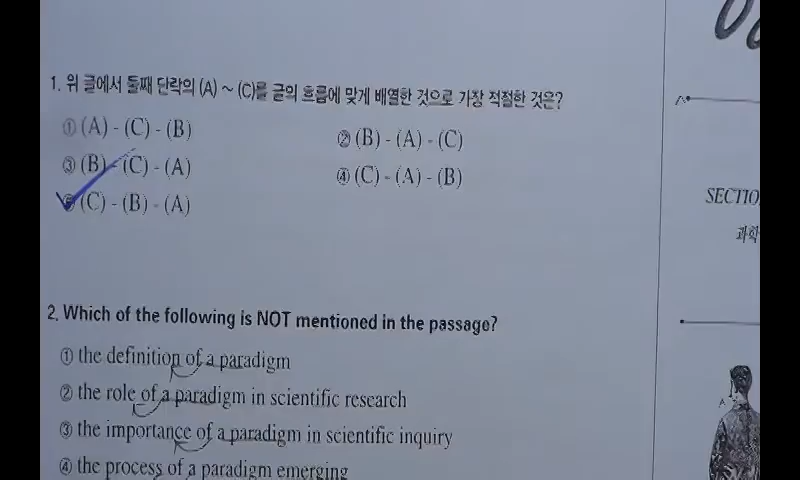 1. 위 글에서 둘째 단락의 (A) ~ (C)를 글의 흐름에 맞게 배열한 것으로 가장 적절한 것은?
① (A) - (C) - (B)
② (B) - (A) - (C)
③ (B) - (C) - (A)
④ (C) - (A) - (B)
⑤ (C) - (B) - (A)
SECTIO
과학
2. Which of the following is NOT mentioned in the passage?
① the definition of a paradigm
② the role of a paradigm in scientific research
③ the importance of a paradigm in scientific inquiry
④ the process of a paradigm emerging